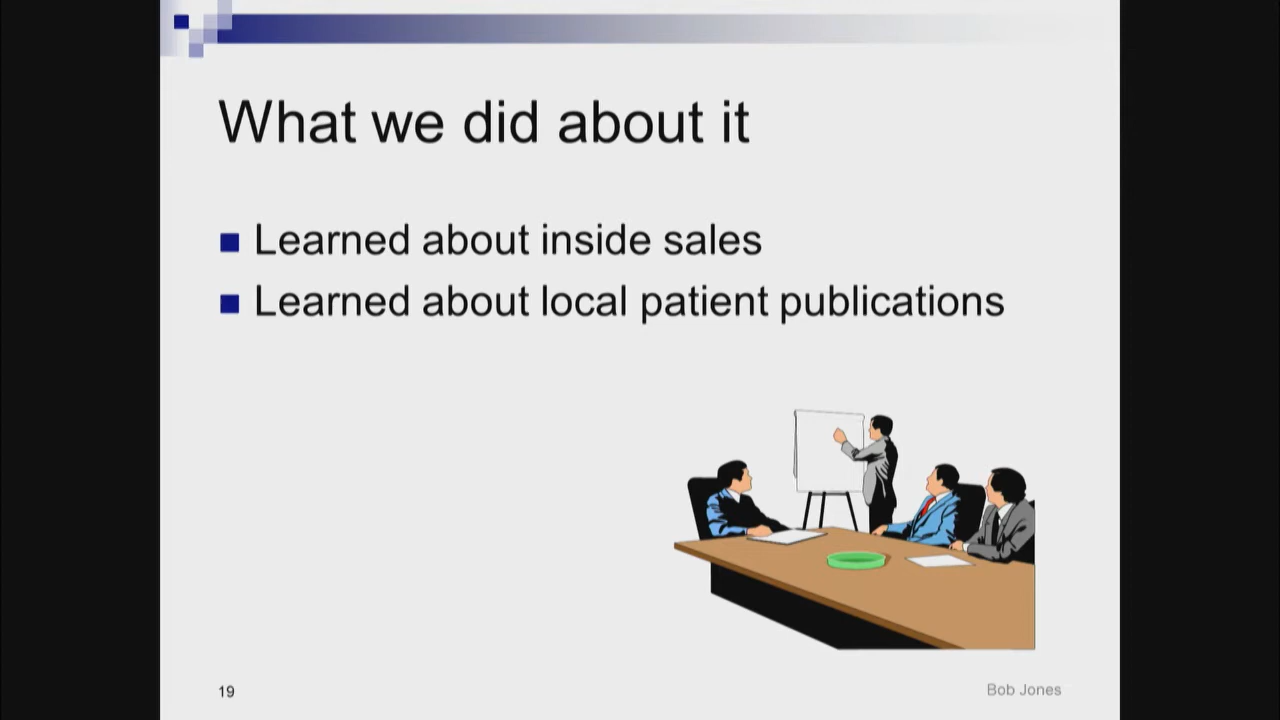 What we did about it
Learned about inside sales
Learned about local patient publications
19
Bob Jones